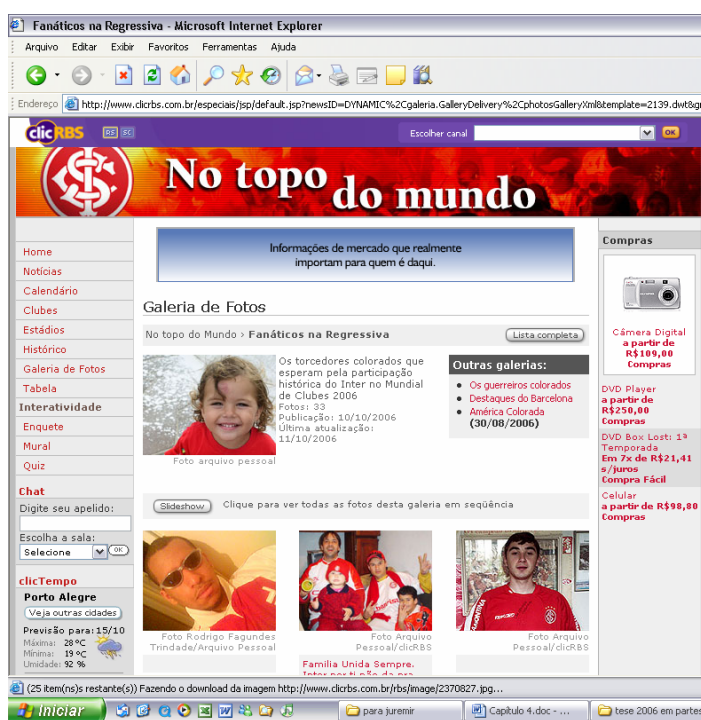 Fanáticos na Regressiva - Microsoft Internet Explorer
Arquivo Editar Exibir Favoritos Ferramentas Ajuda
Endereço http://www.clicrbs.com.br/especiais/jsp/default.jsp?newsID=DYNAMIC%2Cgaleria.GalleryDelivery%2CphotosGalleryXml&template=2139.dwt&gr
clicRBS RS SC Escolher canal OK
No topo do mundo
Informações de mercado que realmente
importam para quem é daqui.
Home
Notícias
Calendário
Clubes
Estádios
Histórico
Galeria de Fotos
Tabela
Interatividade
Enquete
Mural
Quiz
Chat
Digite seu apelido:
Escolha a sala:
Selecione OK
clicTempo
Porto Alegre
Veja outras cidades
Previsão para: 15/10
Máxima: 28ºC
Mínima: 19ºC
Umidade: 92 %
Galeria de Fotos
No topo do Mundo › Fanáticos na Regressiva Lista completa
Os torcedores colorados que
esperam pela participação
histórica do Inter no Mundial
de Clubes 2006
Fotos: 33
Publicação: 10/10/2006
Última atualização:
11/10/2006
Foto arquivo pessoal
Outras galerias:
Os guerreiros colorados
Destaques do Barcelona
América Colorada
(30/08/2006)
Slideshow Clique para ver todas as fotos desta galeria em seqüência
Foto Rodrigo Fagundes
Trindade/Arquivo Pessoal
Foto Arquivo
Pessoal/clicRBS
Familia Unida Sempre.
Inter por ti não da pra
Foto Arquivo
Pessoal/clicRBS
Compras
Câmera Digital
a partir de
R$109,00
Compras
DVD Player
a partir de
R$250,00
Compras
DVD Box Lost: 1ª
Temporada
Em 7x de R$21,41
s/juros
Compra Fácil
Celular
a partir de R$98,80
Compras
(25 item(ns)s restante(s)) Fazendo o download da imagem http://www.clicrbs.com.br/rbs/image/2370827.jpg...
Iniciar para juremir Capítulo 4.doc - ... tese 2006 em partes